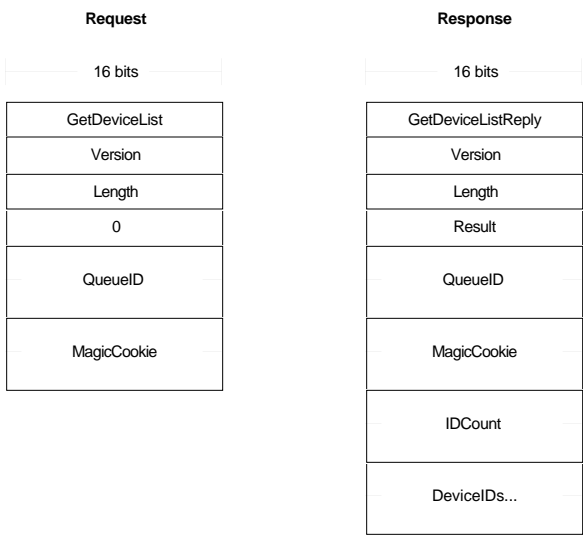 Request
16 bits
GetDeviceList
Version
Length
0
QueueID
MagicCookie
Response
16 bits
GetDeviceListReply
Version
Length
Result
QueueID
MagicCookie
IDCount
DeviceIDs...